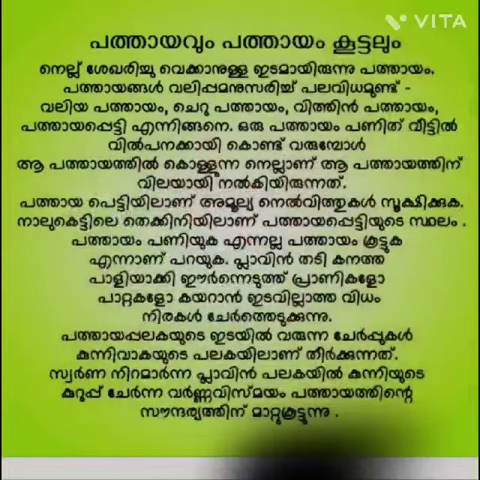 VITA
പത്തായവും പത്തായം കൂട്ടലും
നെല്ല് ശേഖരിച്ചു വെക്കാനുള്ള ഇടമായിരുന്നു പത്തായം.
പത്തായങ്ങൾ വലിപ്പമനുസരിച്ച് പലവിധമുണ്ട് -
വലിയ പത്തായം, ചെറു പത്തായം, വിത്തിൻ പത്തായം,
പത്തായപ്പെട്ടി എന്നിങ്ങനെ. ഒരു പത്തായം പണിത് വീട്ടിൽ
വിൽപനക്കായി കൊണ്ട് വരുമ്പോൾ
ആ പത്തായത്തിൽ കൊള്ളുന്ന നെല്ലാണ് ആ പത്തായത്തിന്
വിലയായി നൽകിയിരുന്നത്.
പത്തായ പെട്ടിയിലാണ് അമൂല്യ നെൽവിത്തുകൾ സൂക്ഷിക്കുക.
നാലുകെട്ടിലെ തെക്കിനിയിലാണ് പത്തായപ്പെട്ടിയുടെ സ്ഥലം .
പത്തായം പണിയുക എന്നല്ല പത്തായം കൂട്ടുക
എന്നാണ് പറയുക. പ്ലാവിൻ തടി കനത്ത
പാളിയാക്കി ഈർന്നെടുത്ത് പ്രാണികളോ
പാറ്റകളോ കയറാൻ ഇടവില്ലാത്ത വിധം
നിരകൾ ചേർത്തെടുക്കുന്നു.
പത്തായപ്പലകയുടെ ഇടയിൽ വരുന്ന ചേർപ്പുകൾ
കുന്നിവാകയുടെ പലകയിലാണ് തീർക്കുന്നത്.
സ്വർണ നിറമാർന്ന പ്ലാവിൻ പലകയിൽ കുന്നിയുടെ
കുറുപ്പ് ചേർന്ന വർണ്ണവിസ്മയം പത്തായത്തിന്റെ
സൗന്ദര്യത്തിന് മാറ്റുകൂട്ടുന്നു .